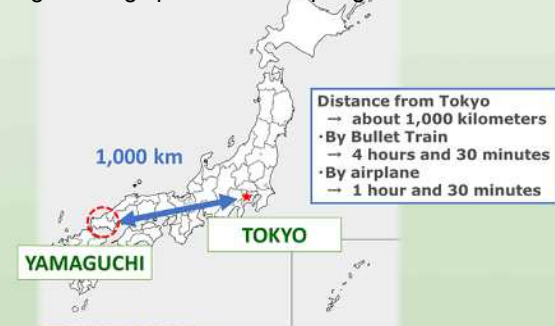 1,000 km
YAMAGUCHI
TOKYO
Distance from Tokyo
→ about 1,000 kilometers
・By Bullet Train
→ 4 hours and 30 minutes
・By airplane
→ 1 hour and 30 minutes